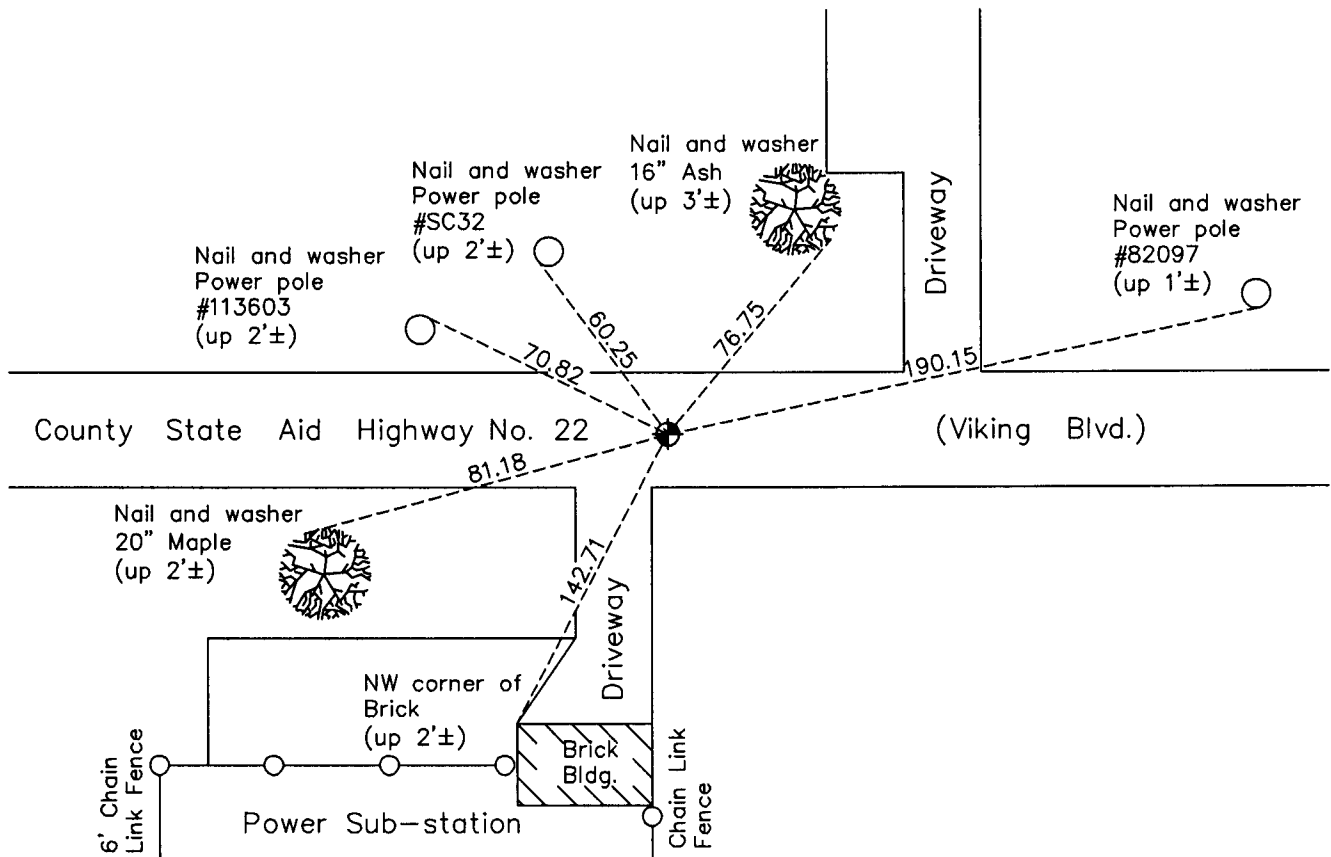 Nail and washer
16" Ash
(up 3'±)
Nail and washer
Power pole
#SC32
(up 2'±)
Driveway
Nail and washer
Power pole
#82097
(up 1'±)
Nail and washer
Power pole
#113603
(up 2'±)
60.25
76.75
70.82
190.15
County State Aid Highway No. 22
(Viking Blvd.)
81.18
Nail and washer
20" Maple
(up 2'±)
142.71
Driveway
NW corner of
Brick
(up 2'±)
Brick
Bldg.
6' Chain
Link Fence
Chain Link
Fence
Power Sub-station